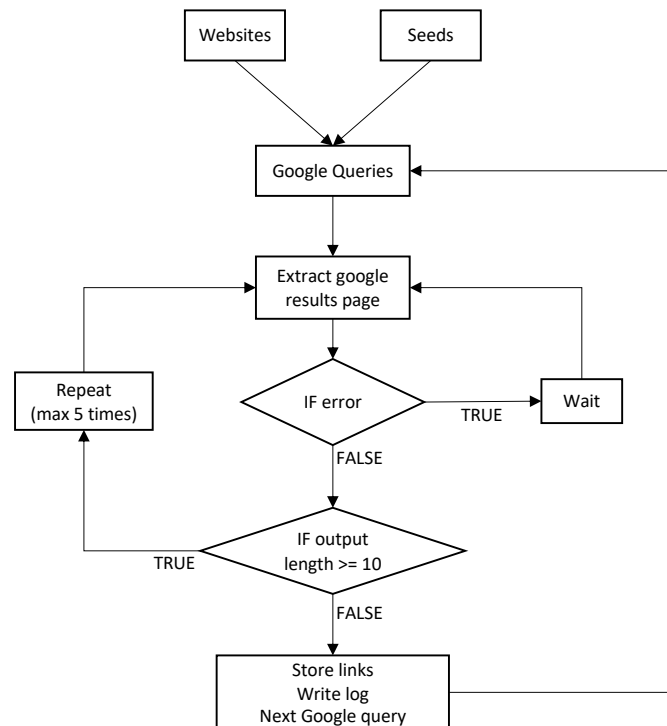 Websites
Seeds
Google Queries
Extract google
results page
Repeat
(max 5 times)
IF error
TRUE
Wait
FALSE
IF output
length >= 10
TRUE
FALSE
Store links
Write log
Next Google query